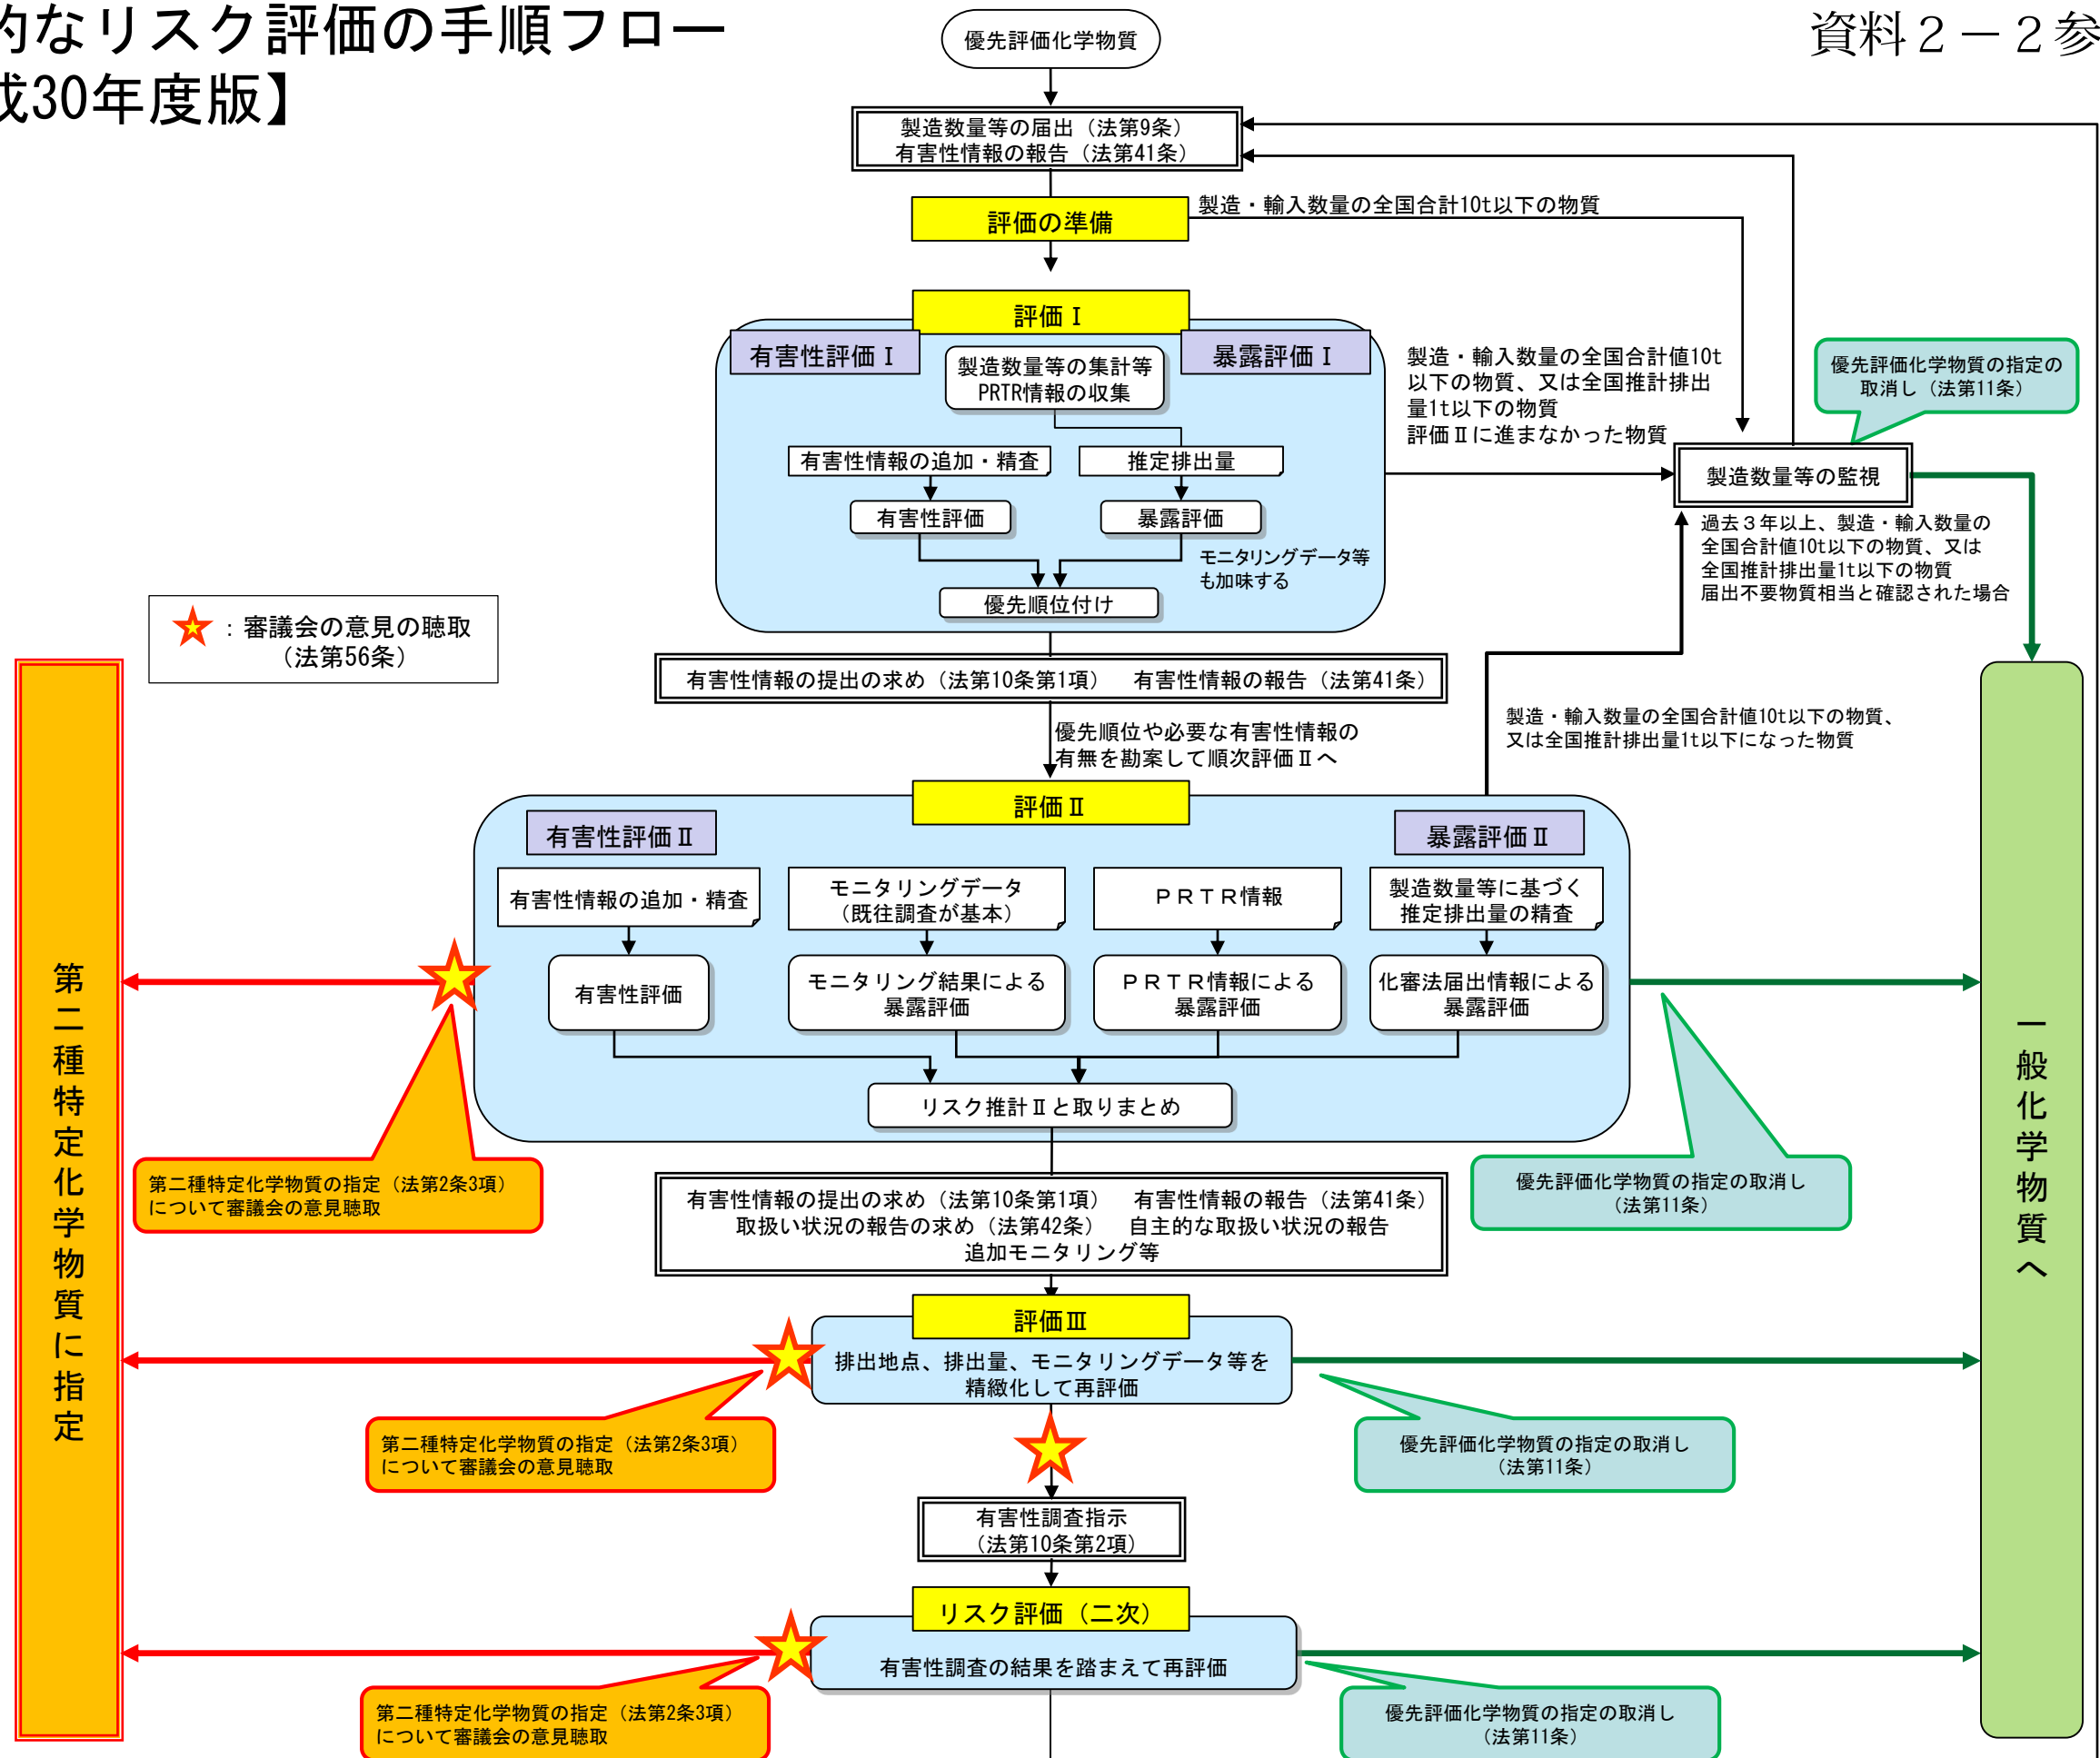 的なリスク評価の手順フロー
30年度版】
資料２－２参
優先評価化学物質
製造数量等の届出（法第9条）
有害性情報の報告（法第41条）
評価の準備
製造・輸入数量の全国合計10t以下の物質
評価Ⅰ
有害性評価Ⅰ
製造数量等の集計等
PRTR情報の収集
暴露評価Ⅰ
有害性情報の追加・精査
推定排出量
有害性評価
暴露評価
モニタリングデータ等
も加味する
優先順位付け
製造・輸入数量の全国合計値10t
以下の物質、又は全国推計排出
量1t以下の物質
評価Ⅱに進まなかった物質
優先評価化学物質の指定の
取消し（法第11条）
製造数量等の監視
過去３年以上、製造・輸入数量の
全国合計値10t以下の物質、又は
全国推計排出量1t以下の物質
届出不要物質相当と確認された場合
：審議会の意見の聴取
（法第56条）
有害性情報の提出の求め（法第10条第1項）　有害性情報の報告（法第41条）
優先順位や必要な有害性情報の
有無を勘案して順次評価Ⅱへ
製造・輸入数量の全国合計値10t以下の物質、
又は全国推計排出量1t以下になった物質
評価Ⅱ
有害性評価Ⅱ
暴露評価Ⅱ
有害性情報の追加・精査
モニタリングデータ
（既往調査が基本）
ＰＲＴＲ情報
製造数量等に基づく
推定排出量の精査
有害性評価
モニタリング結果による
暴露評価
ＰＲＴＲ情報による
暴露評価
化審法届出情報による
暴露評価
リスク推計Ⅱと取りまとめ
第二種特定化学物質に指定
一般化学物質へ
第二種特定化学物質の指定（法第2条3項）
について審議会の意見聴取
優先評価化学物質の指定の取消し
（法第11条）
有害性情報の提出の求め（法第10条第1項）　有害性情報の報告（法第41条）
取扱い状況の報告の求め（法第42条）　自主的な取扱い状況の報告
追加モニタリング等
評価Ⅲ
排出地点、排出量、モニタリングデータ等を
精緻化して再評価
第二種特定化学物質の指定（法第2条3項）
について審議会の意見聴取
優先評価化学物質の指定の取消し
（法第11条）
有害性調査指示
（法第10条第2項）
リスク評価（二次）
有害性調査の結果を踏まえて再評価
第二種特定化学物質の指定（法第2条3項）
について審議会の意見聴取
優先評価化学物質の指定の取消し
（法第11条）